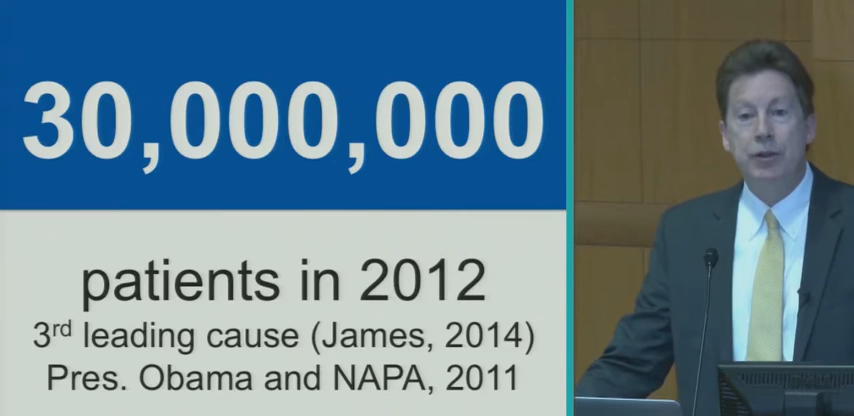 30,000,000
patients in 2012
3rd leading cause (James, 2014)
Pres. Obama and NAPA, 2011